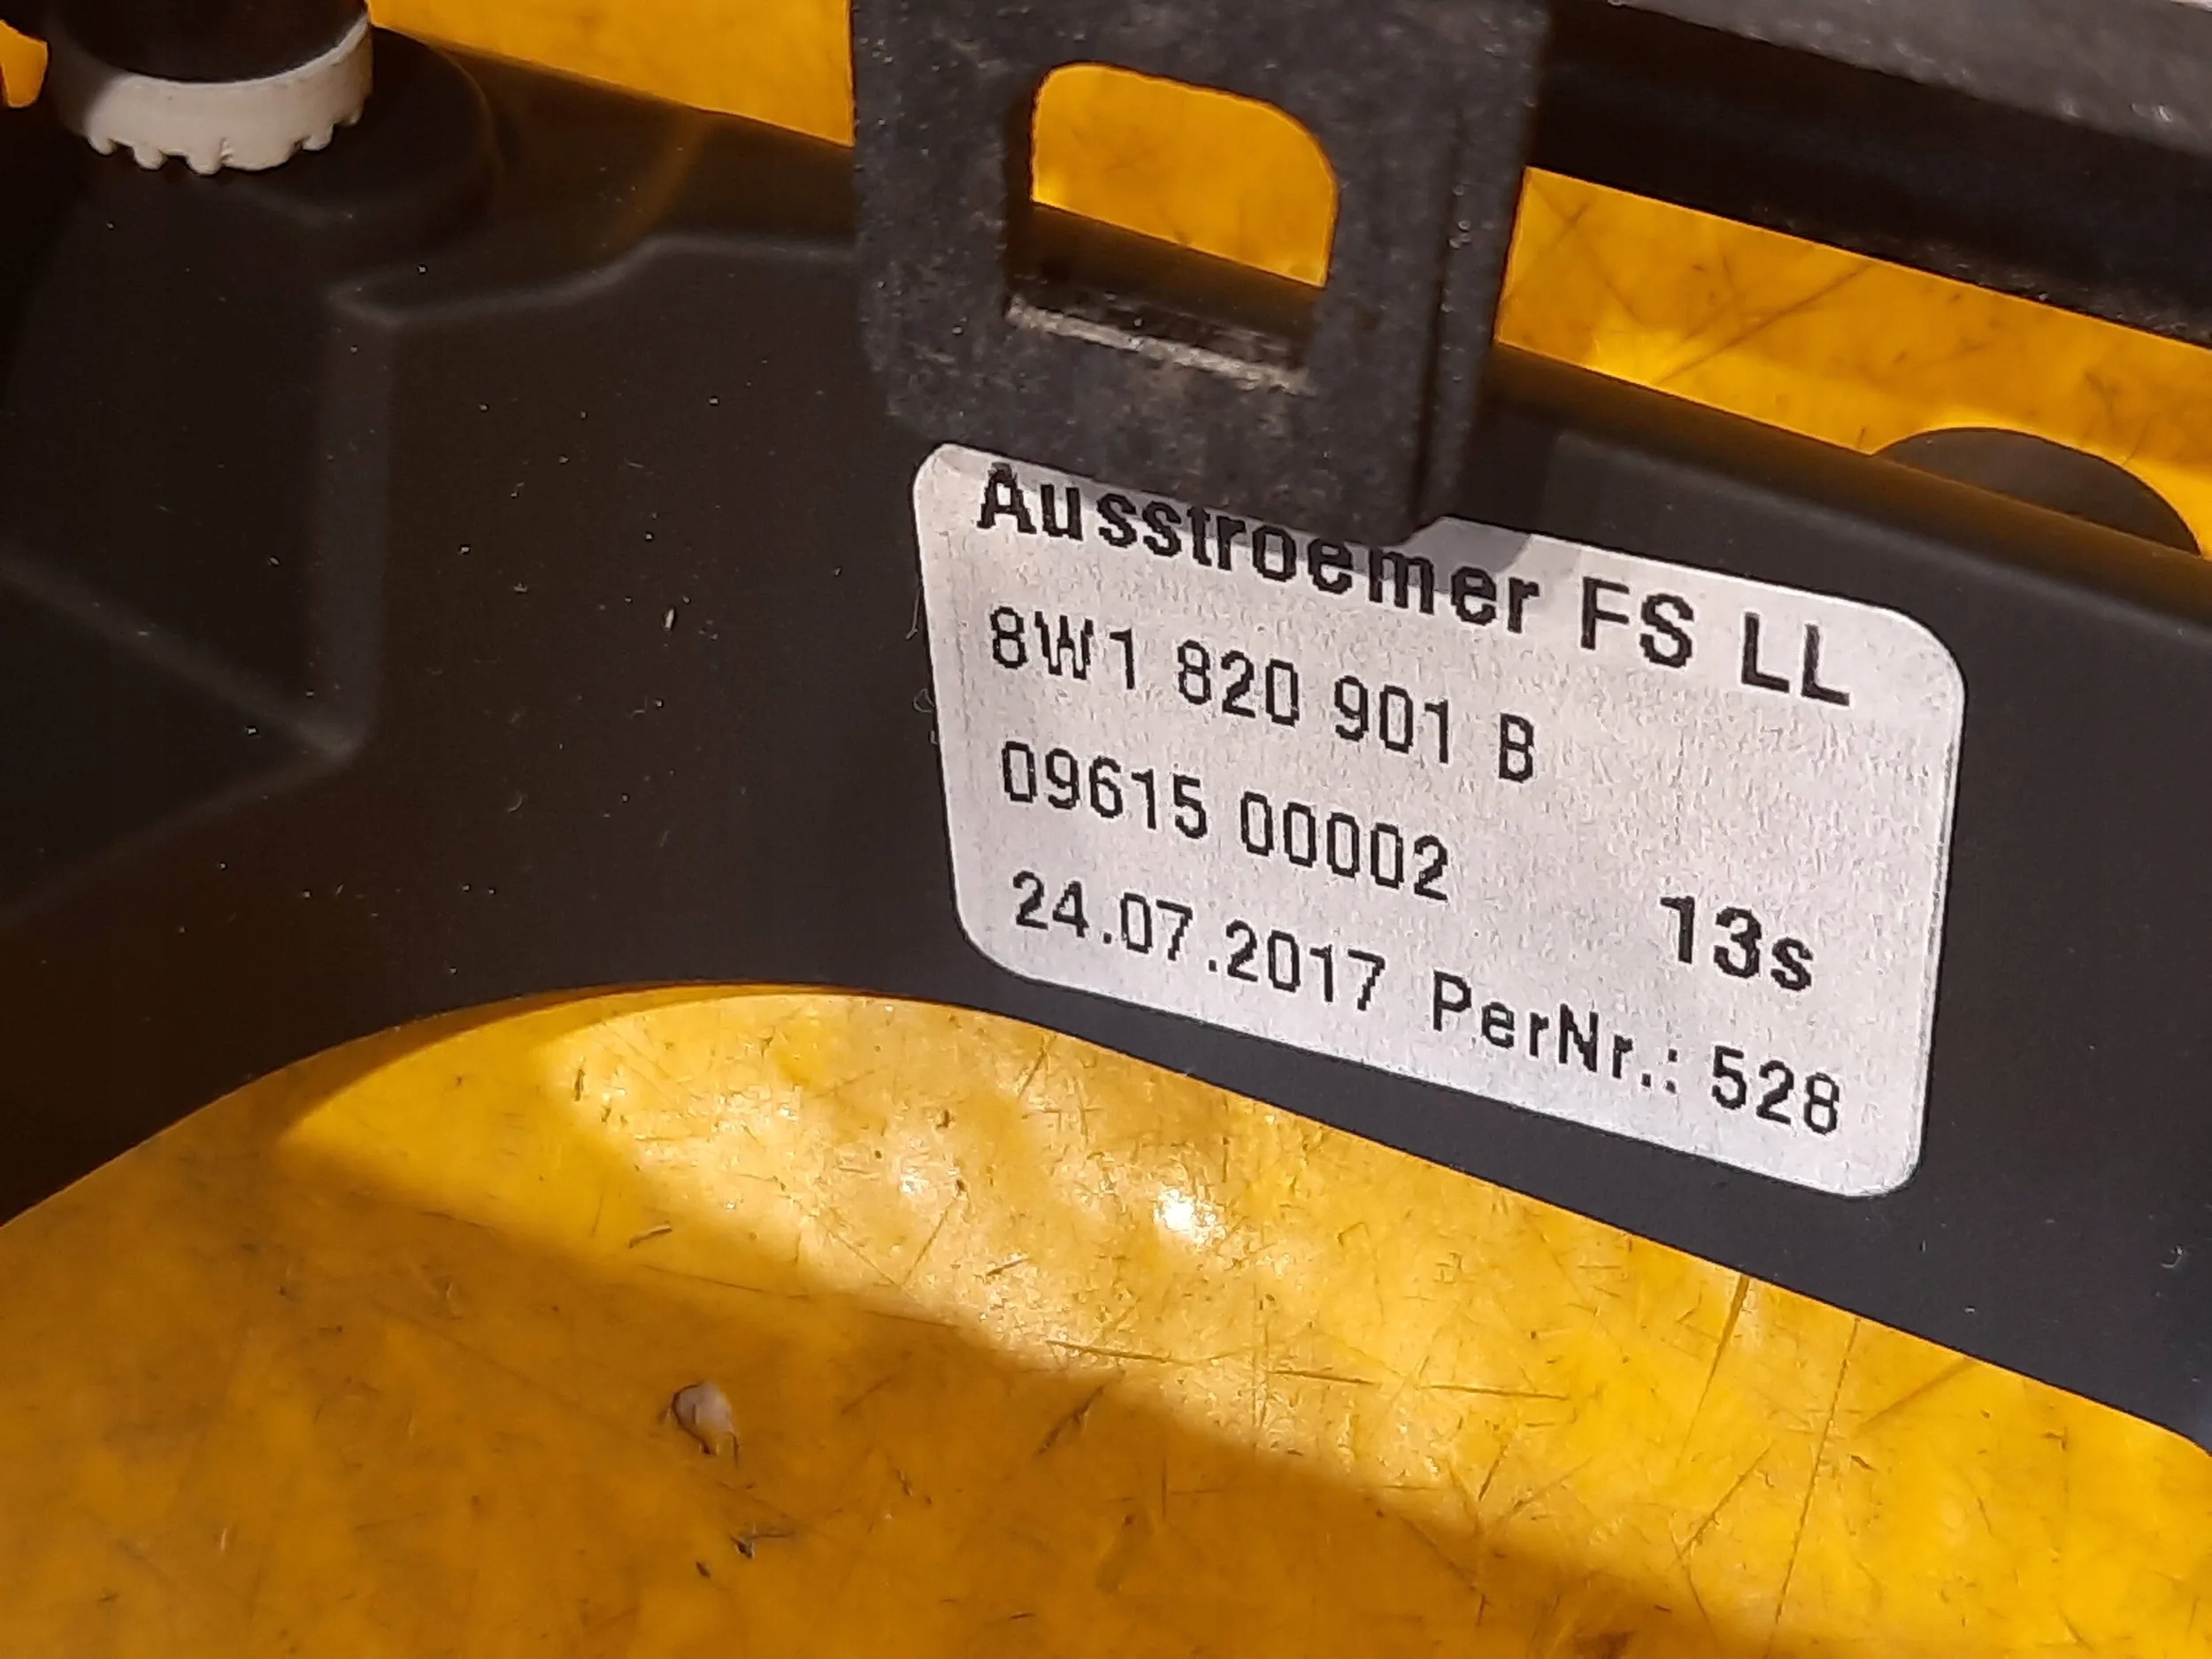 Ausstroemer FS LL
8W1 820 901 B
09615 00002
13s
24.07.2017 PerNr.: 528